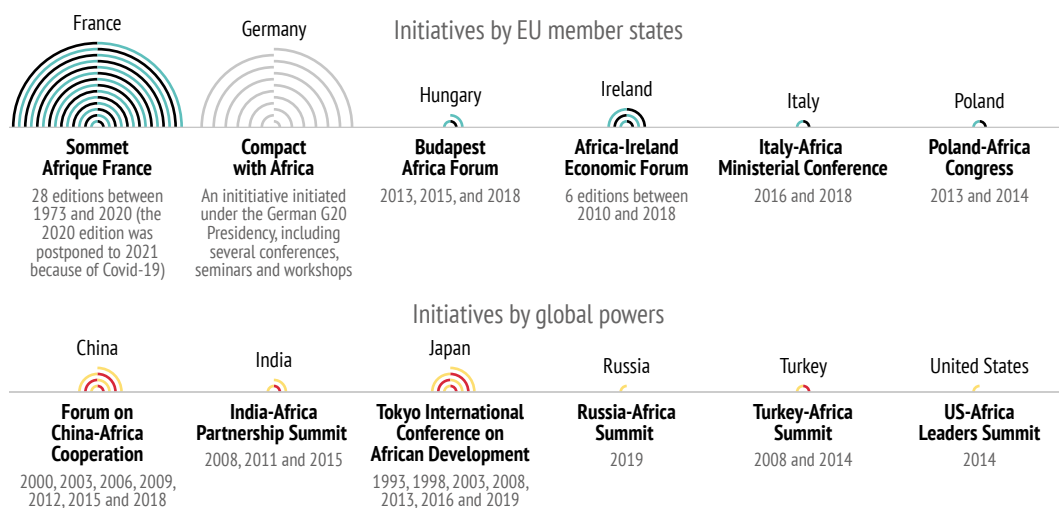 Initiatives by EU member states
France
Sommet
Afrique France
28 editions between
1973 and 2020 (the
2020 edition was
postponed to 2021
because of Covid-19)
Germany
Compact
with Africa
An inititiative initiated
under the German G20
Presidency, including
several conferences,
seminars and workshops
Hungary
Budapest
Africa Forum
2013, 2015, and 2018
Ireland
Africa-Ireland
Economic Forum
6 editions between
2010 and 2018
Italy
Italy-Africa
Ministerial Conference
2016 and 2018
Poland
Poland-Africa
Congress
2013 and 2014
Initiatives by global powers
China
Forum on
China-Africa
Cooperation
2000, 2003, 2006, 2009,
2012, 2015 and 2018
India
India-Africa
Partnership Summit
2008, 2011 and 2015
Japan
Tokyo International
Conference on
African Development
1993, 1998, 2003, 2008,
2013, 2016 and 2019
Russia
Russia-Africa
Summit
2019
Turkey
Turkey-Africa
Summit
2008 and 2014
United States
US-Africa
Leaders Summit
2014